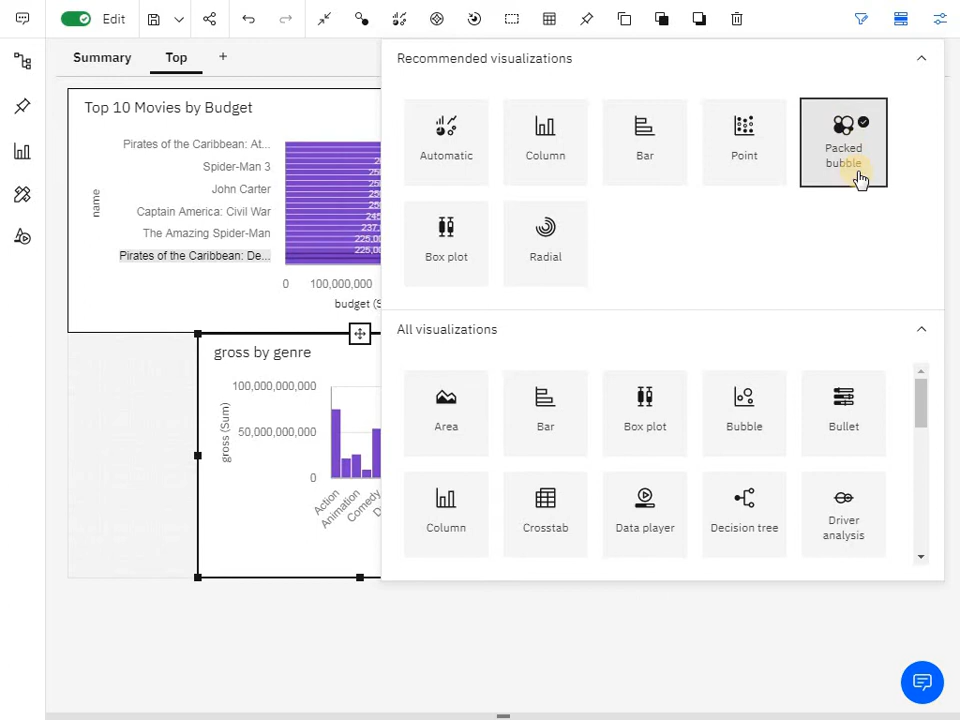 Edit
Summary
Top
+
Recommended visualizations
Top 10 Movies by Budget
Automatic
Column
Bar
Point
Packed
bubble
Pirates of the Caribbean: At...
Spider-Man 3
John Carter
Captain America: Civil War
The Amazing Spider-Man
Pirates of the Caribbean: De...
name
Box plot
Radial
0
100,000,000
budget (S
All visualizations
gross by genre
100,000,000,000
50,000,000,000
0
gross (Sum)
Action
Animation
Comedy
Area
Bar
Box plot
Bubble
Bullet
Column
Crosstab
Data player
Decision tree
Driver
analysis